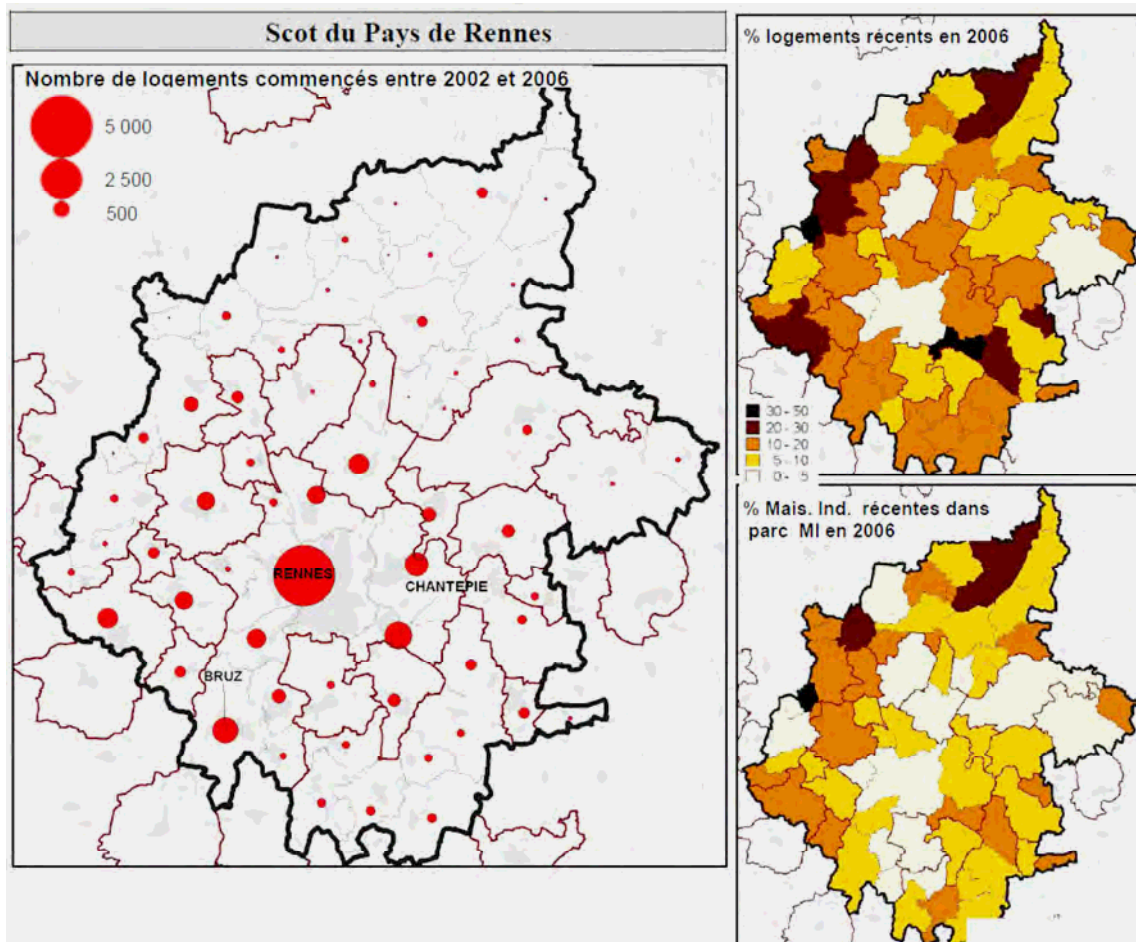 Scot du Pays de Rennes
Nombre de logements commencés entre 2002 et 2006
5 000
2 500
500
RENNES
CHANTEPIE
BRUZ
% logements récents en 2006
30 - 50
20 - 30
10 - 20
5 - 10
0 - 5
% Mais. Ind. récentes dans
parc MI en 2006